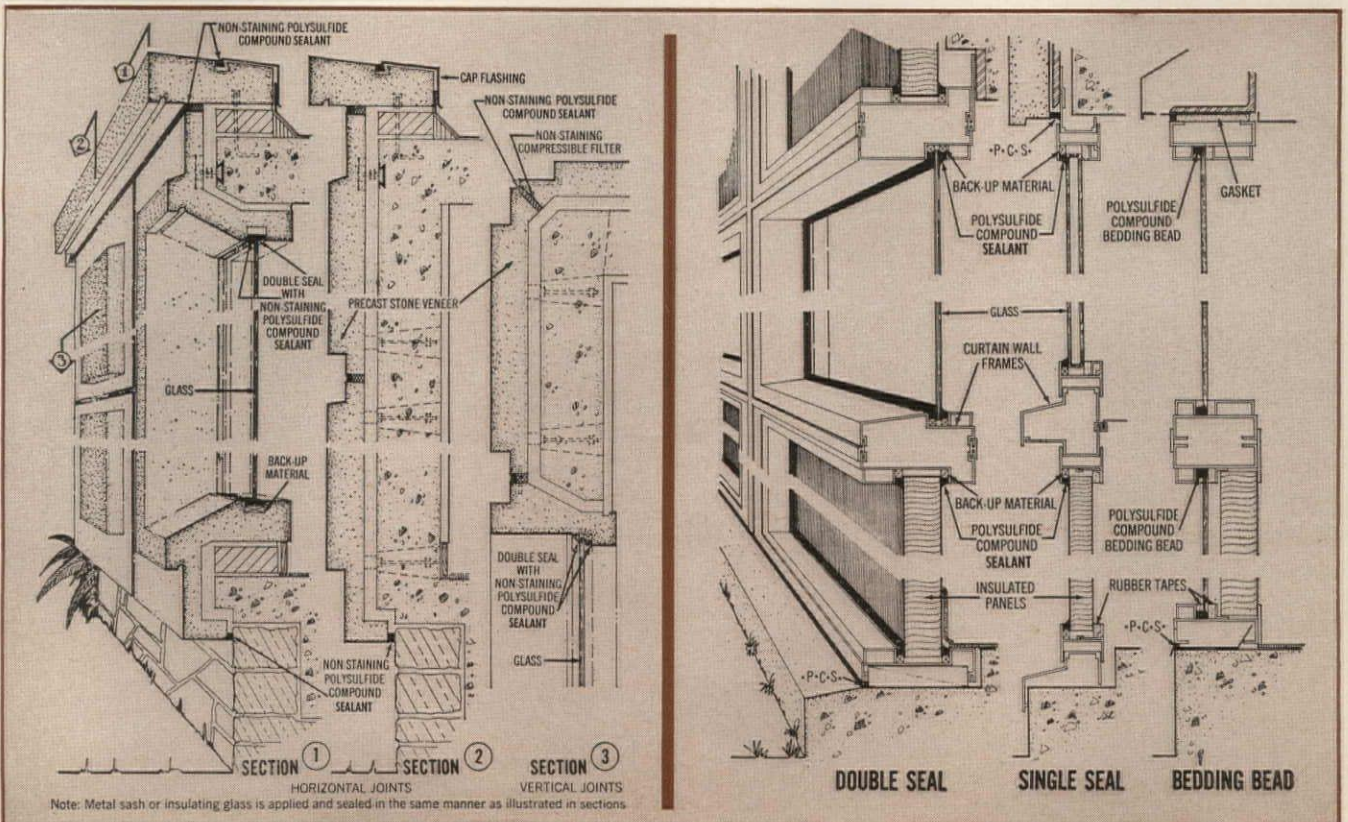 NON-STAINING POLYSULFIDE
COMPOUND SEALANT
1
CAP FLASHING
NON-STAINING POLYSULFIDE
COMPOUND SEALANT
2
NON-STAINING
COMPRESSIBLE FILTER
DOUBLE SEAL
WITH
NON-STAINING
POLYSULFIDE
COMPOUND
SEALANT
PRECAST STONE VENEER
3
GLASS
BACK-UP
MATERIAL
DOUBLE SEAL
WITH
NON-STAINING
POLYSULFIDE
COMPOUND
SEALANT
GLASS
NON STAINING
POLYSULFIDE
COMPOUND
SEALANT
SECTION 1
SECTION 2
SECTION 3
HORIZONTAL JOINTS
VERTICAL JOINTS
Note: Metal sash or insulating glass is applied and sealed in the same manner as illustrated in sections
•P•C•S•
BACK-UP MATERIAL
GASKET
POLYSULFIDE
COMPOUND
SEALANT
POLYSULFIDE
COMPOUND
BEDDING BEAD
GLASS
CURTAIN WALL
FRAMES
BACK-UP MATERIAL
POLYSULFIDE
COMPOUND
SEALANT
POLYSULFIDE
COMPOUND
BEDDING BEAD
INSULATED
PANELS
RUBBER TAPES
•P•C•S•
•P•C•S•
DOUBLE SEAL
SINGLE SEAL
BEDDING BEAD